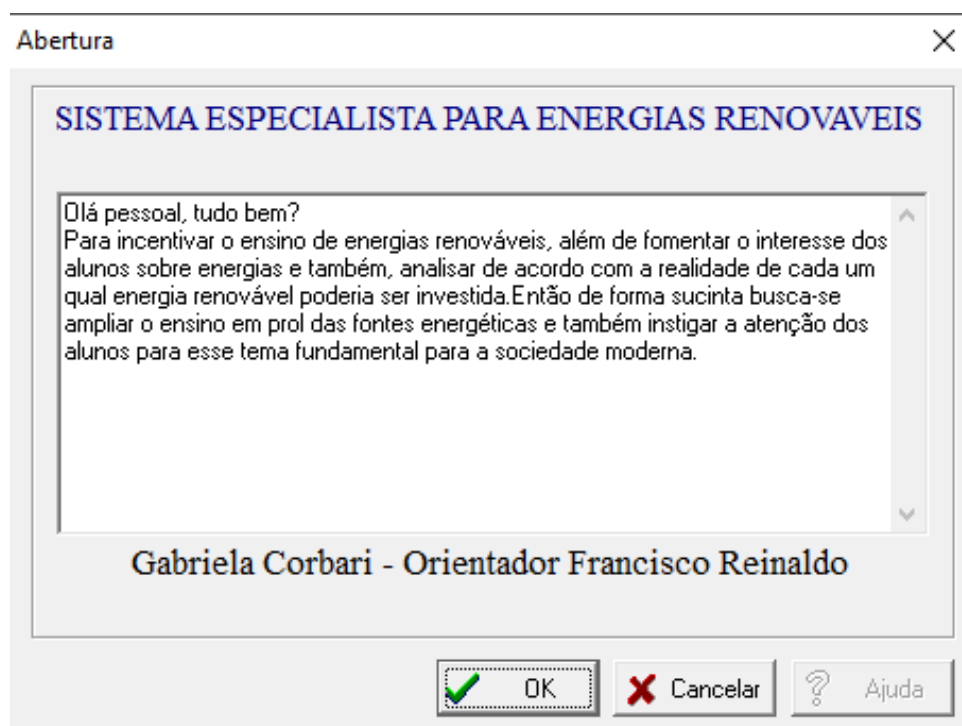 Abertura
SISTEMA ESPECIALISTA PARA ENERGIAS RENOVAVEIS
Olá pessoal, tudo bem?
Para incentivar o ensino de energias renováveis, além de fomentar o interesse dos
alunos sobre energias e também, analisar de acordo com a realidade de cada um
qual energia renovável poderia ser investida.Então de forma sucinta busca-se
ampliar o ensino em prol das fontes energéticas e também instigar a atenção dos
alunos para esse tema fundamental para a sociedade moderna.
Gabriela Corbari - Orientador Francisco Reinaldo
OK
Cancelar
Ajuda